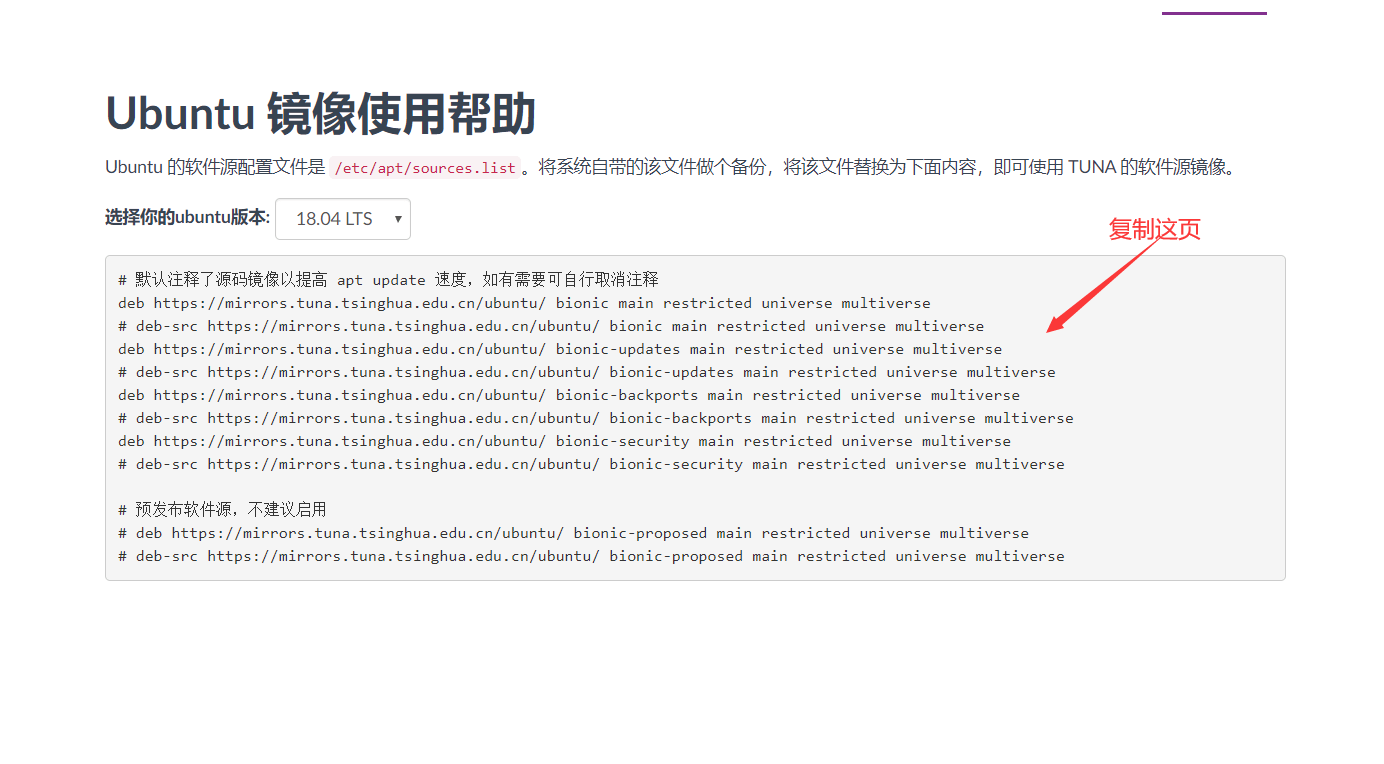 Ubuntu 镜像使用帮助
Ubuntu 的软件源配置文件是 /etc/apt/sources.list 。将系统自带的该文件做个备份，将该文件替换为下面内容，即可使用 TUNA 的软件源镜像。
选择你的ubuntu版本: 18.04 LTS
复制这页
# 默认注释了源码镜像以提高 apt update 速度，如有需要可自行取消注释
deb https://mirrors.tuna.tsinghua.edu.cn/ubuntu/ bionic main restricted universe multiverse
# deb-src https://mirrors.tuna.tsinghua.edu.cn/ubuntu/ bionic main restricted universe multiverse
deb https://mirrors.tuna.tsinghua.edu.cn/ubuntu/ bionic-updates main restricted universe multiverse
# deb-src https://mirrors.tuna.tsinghua.edu.cn/ubuntu/ bionic-updates main restricted universe multiverse
deb https://mirrors.tuna.tsinghua.edu.cn/ubuntu/ bionic-backports main restricted universe multiverse
# deb-src https://mirrors.tuna.tsinghua.edu.cn/ubuntu/ bionic-backports main restricted universe multiverse
deb https://mirrors.tuna.tsinghua.edu.cn/ubuntu/ bionic-security main restricted universe multiverse
# deb-src https://mirrors.tuna.tsinghua.edu.cn/ubuntu/ bionic-security main restricted universe multiverse
# 预发布软件源，不建议启用
# deb https://mirrors.tuna.tsinghua.edu.cn/ubuntu/ bionic-proposed main restricted universe multiverse
# deb-src https://mirrors.tuna.tsinghua.edu.cn/ubuntu/ bionic-proposed main restricted universe multiverse